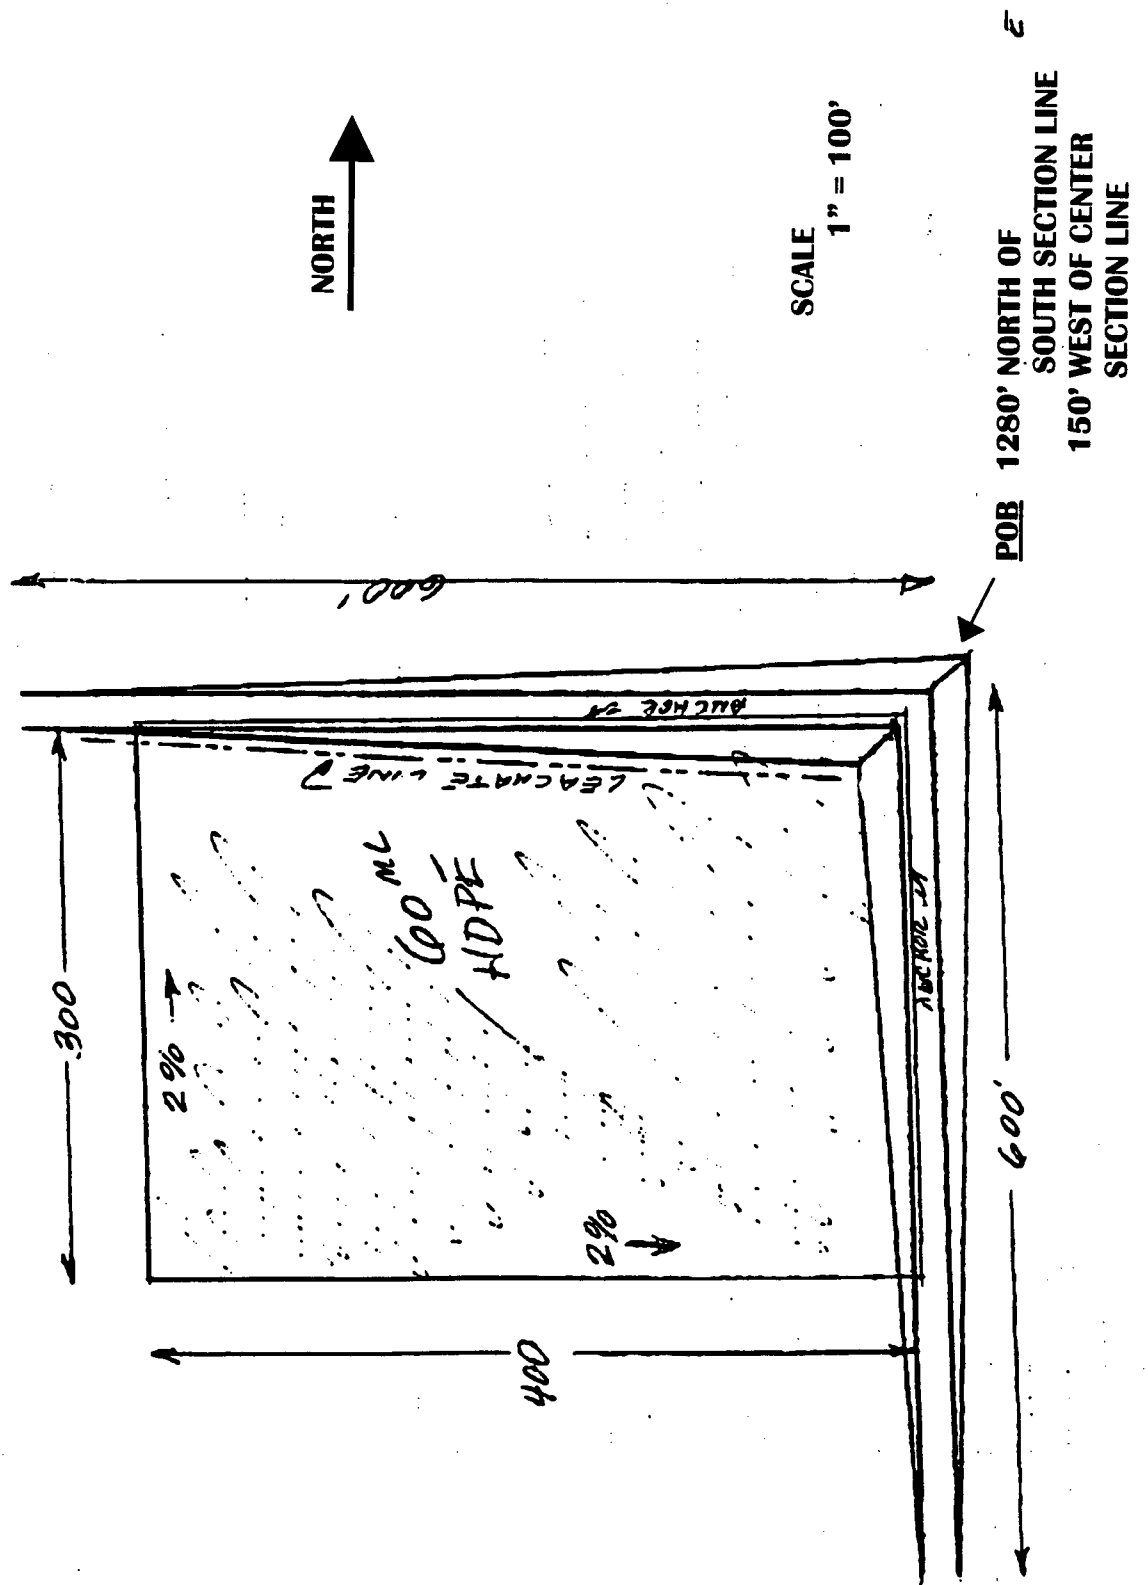 NORTH
SCALE
1” = 100’
POB 1280’ NORTH OF
SOUTH SECTION LINE
150’ WEST OF CENTER
SECTION LINE
E
600'
ANCHOR
LEACHATE LINE
300
2%
60 ML
HDPE
2%
400
ANCHOR
600'